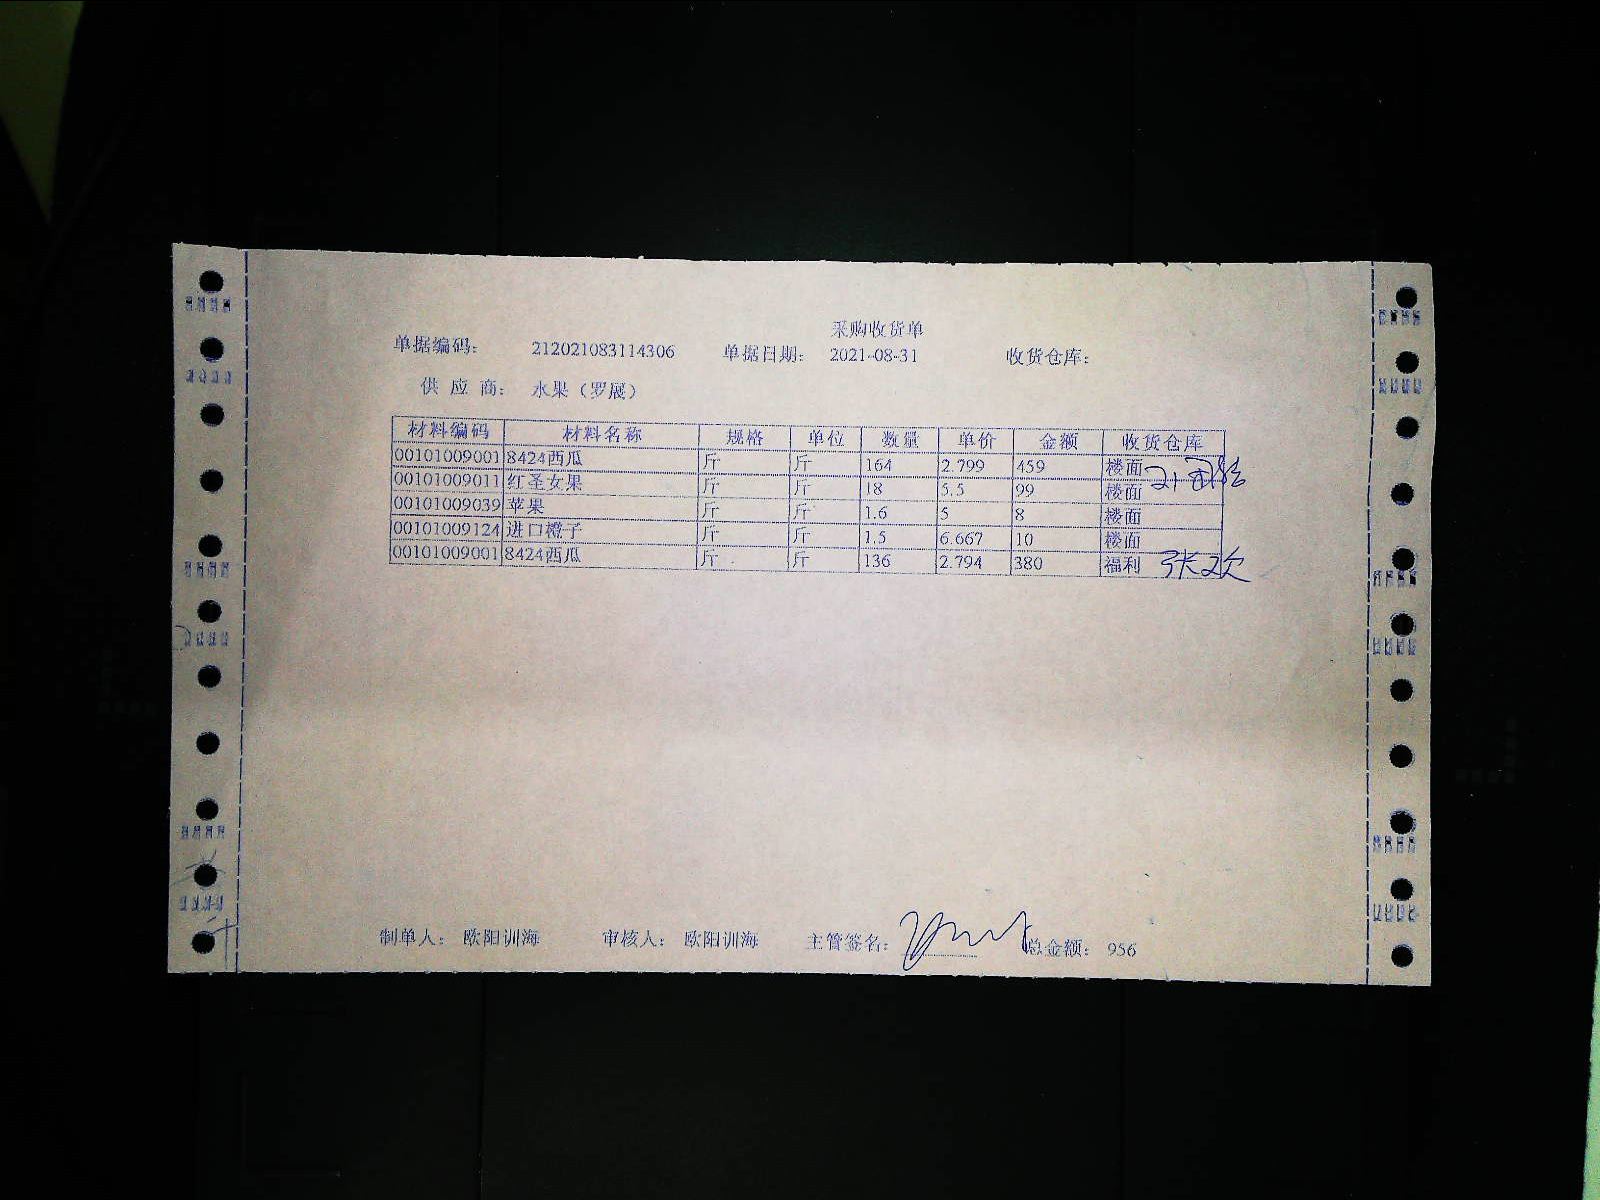 采购收货单
单据编码： 212021083114306 单据日期： 2021-08-31 收货仓库：
供 应 商： 水果（罗展）
材料编码 材料名称 规格 单位 数量 单价 金额 收货仓库
00101009001 8424西瓜 斤 斤 164 2.799 459 楼面
00101009011 红圣女果 斤 斤 18 5.5 99 楼面
00101009039 苹果 斤 斤 1.6 5 8 楼面
00101009124 进口橙子 斤 斤 1.5 6.667 10 楼面
00101009001 8424西瓜 斤 斤 136 2.794 380 福利 张欢
制单人： 欧阳训海 审核人： 欧阳训海 主管签名： 总金额： 956